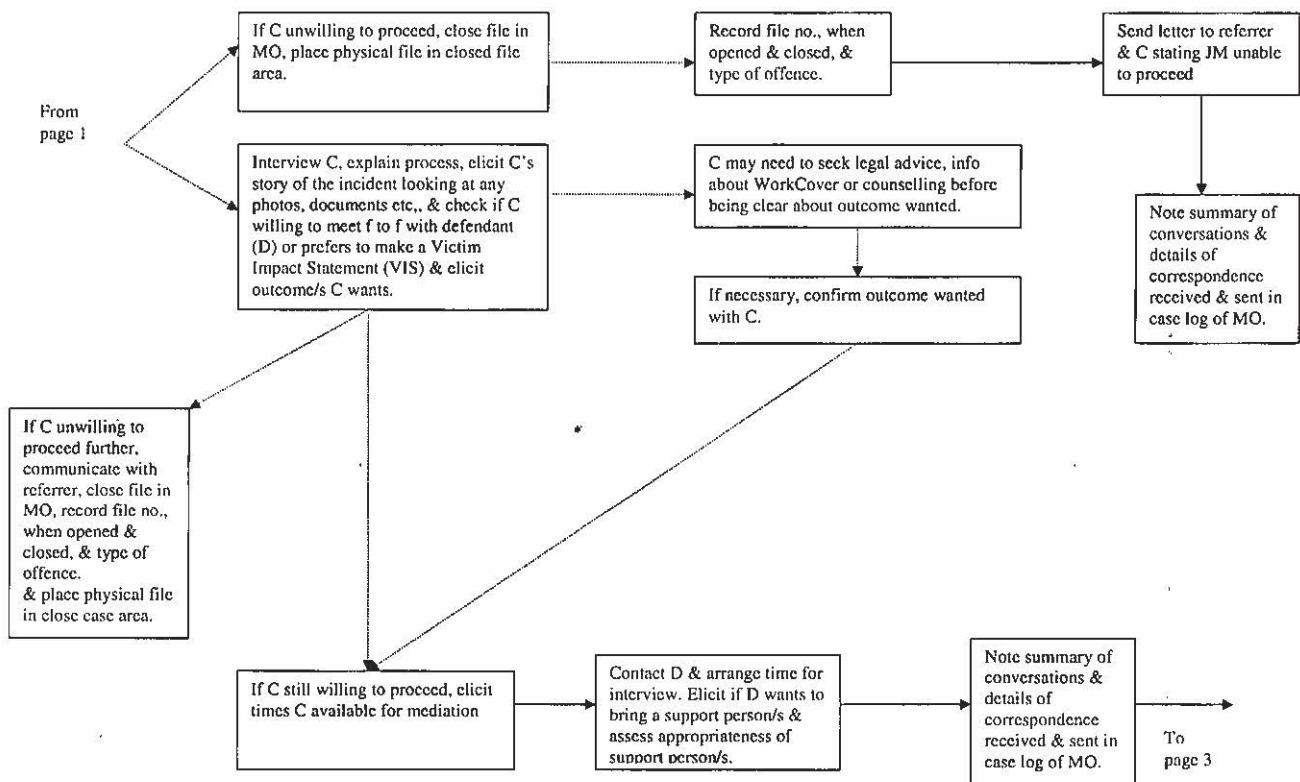 If C unwilling to proceed, close file in
MO, place physical file in closed file
area.
Record file no., when
opened & closed, &
type of offence.
Send letter to referrer
& C stating JM unable
to proceed
From
page 1
Interview C, explain process, elicit C's
story of the incident looking at any
photos, documents etc,, & check if C
willing to meet f to f with defendant
(D) or prefers to make a Victim
Impact Statement (VIS) & elicit
outcome/s C wants.
C may need to seek legal advice, info
about WorkCover or counselling before
being clear about outcome wanted.
Note summary of
conversations &
details of
correspondence
received & sent in
case log of MO.
If necessary, confirm outcome wanted
with C.
If C unwilling to
proceed further,
communicate with
referrer, close file in
MO, record file no.,
when opened &
closed, & type of
offence.
& place physical file
in close case area.
If C still willing to proceed, elicit
times C available for mediation
Contact D & arrange time for
interview. Elicit if D wants to
bring a support person/s &
assess appropriateness of
support person/s.
Note summary of
conversations &
details of
correspondence
received & sent in
case log of MO.
To
page 3